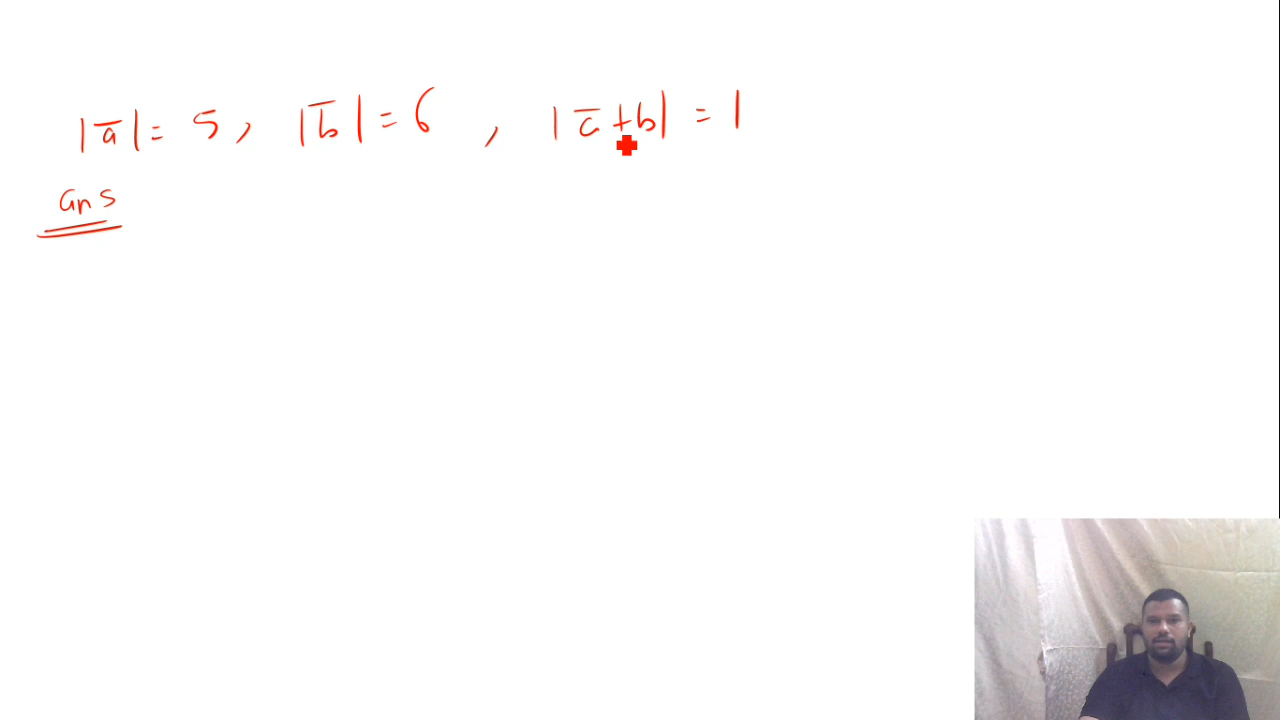 |a̅| = 5, |b̅| = 6, |a̅+b| = 1
ans